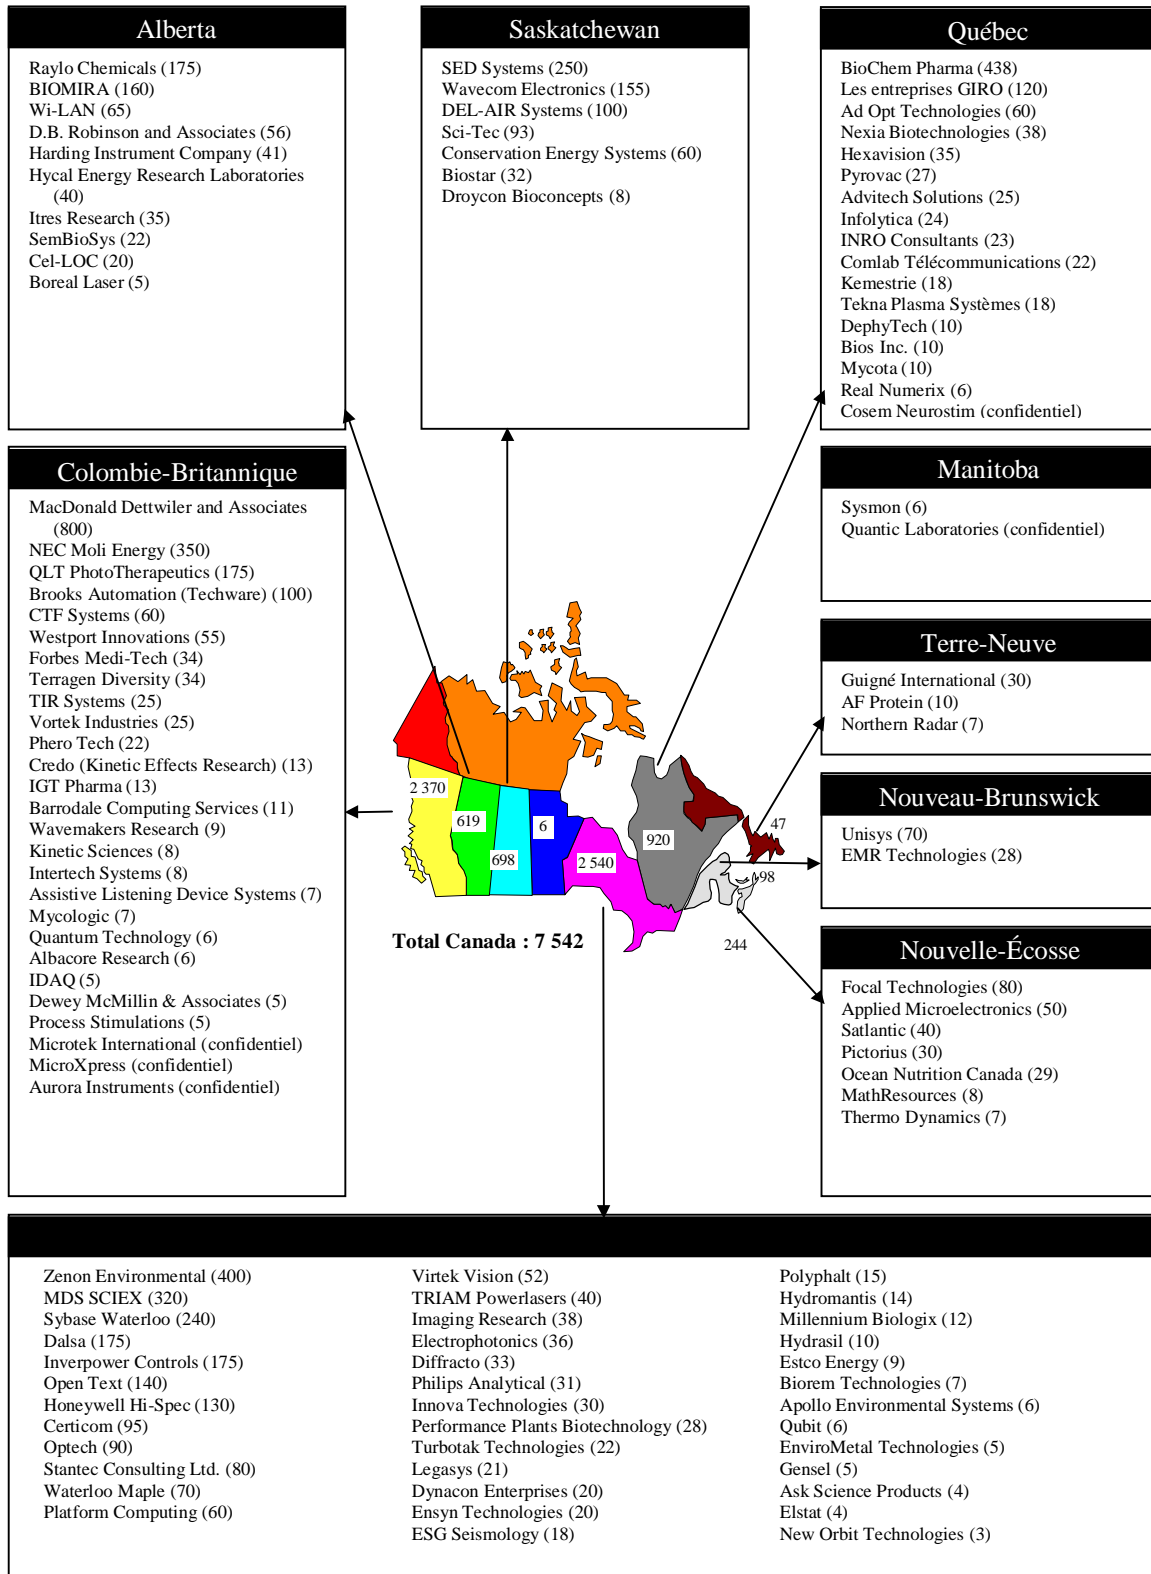 Alberta
Raylo Chemicals (175)
BIOMIRA (160)
Wi-LAN (65)
D.B. Robinson and Associates (56)
Harding Instrument Company (41)
Hycal Energy Research Laboratories
(40)
Itres Research (35)
SemBioSys (22)
Cel-LOC (20)
Boreal Laser (5)
Saskatchewan
SED Systems (250)
Wavecom Electronics (155)
DEL-AIR Systems (100)
Sci-Tec (93)
Conservation Energy Systems (60)
Biostar (32)
Droycon Bioconcepts (8)
Québec
BioChem Pharma (438)
Les entreprises GIRO (120)
Ad Opt Technologies (60)
Nexia Biotechnologies (38)
Hexavision (35)
Pyrovac (27)
Advitech Solutions (25)
Infolytica (24)
INRO Consultants (23)
Comlab Télécommunications (22)
Kemestrie (18)
Tekna Plasma Systèmes (18)
DephyTech (10)
Bios Inc. (10)
Mycota (10)
Real Numerix (6)
Cosem Neurostim (confidentiel)
Colombie-Britannique
MacDonald Dettwiler and Associates
(800)
NEC Moli Energy (350)
QLT PhotoTherapeutics (175)
Brooks Automation (Techware) (100)
CTF Systems (60)
Westport Innovations (55)
Forbes Medi-Tech (34)
Terragen Diversity (34)
TIR Systems (25)
Vortek Industries (25)
Phero Tech (22)
Credo (Kinetic Effects Research) (13)
IGT Pharma (13)
Barrodale Computing Services (11)
Wavemakers Research (9)
Kinetic Sciences (8)
Intertech Systems (8)
Assistive Listening Device Systems (7)
Mycologic (7)
Quantum Technology (6)
Albacore Research (6)
IDAQ (5)
Dewey McMillin & Associates (5)
Process Stimulations (5)
Microtek International (confidentiel)
MicroXpress (confidentiel)
Aurora Instruments (confidentiel)
Manitoba
Sysmon (6)
Quantic Laboratories (confidentiel)
Terre-Neuve
Guigné International (30)
AF Protein (10)
Northern Radar (7)
Nouveau-Brunswick
Unisys (70)
EMR Technologies (28)
Nouvelle-Écosse
Focal Technologies (80)
Applied Microelectronics (50)
Satlantic (40)
Pictorius (30)
Ocean Nutrition Canada (29)
MathResources (8)
Thermo Dynamics (7)
2 370
619
698
6
2 540
920
47
98
244
Total Canada : 7 542
Zenon Environmental (400)
MDS SCIEX (320)
Sybase Waterloo (240)
Dalsa (175)
Inverpower Controls (175)
Open Text (140)
Honeywell Hi-Spec (130)
Certicom (95)
Optech (90)
Stantec Consulting Ltd. (80)
Waterloo Maple (70)
Platform Computing (60)
Virtek Vision (52)
TRIAM Powerlasers (40)
Imaging Research (38)
Electrophotonics (36)
Diffracto (33)
Philips Analytical (31)
Innova Technologies (30)
Performance Plants Biotechnology (28)
Turbotak Technologies (22)
Legasys (21)
Dynacon Enterprises (20)
Ensyn Technologies (20)
ESG Seismology (18)
Polyphalt (15)
Hydromantis (14)
Millennium Biologix (12)
Hydrasil (10)
Estco Energy (9)
Biorem Technologies (7)
Apollo Environmental Systems (6)
Qubit (6)
EnviroMetal Technologies (5)
Gensel (5)
Ask Science Products (4)
Elstat (4)
New Orbit Technologies (3)